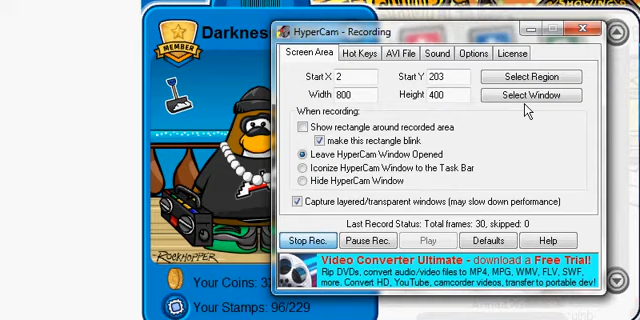 HyperCam - Recording
MEMBER
Darkness
Screen Area Hot Keys AVI File Sound Options License
Start X 2 Start Y 203 Select Region
Width 800 Height 400 Select Window
When recording:
Show rectangle around recorded area
make this rectangle blink
Leave HyperCam Window Opened
Iconize HyperCam Window to the Task Bar
Hide HyperCam Window
Capture layered/transparent windows (may slow down performance)
Last Record Status: Total frames: 30, skipped: 0
Stop Rec. Pause Rec. Play Defaults Help
ROCKHOPPER
Video Converter Ultimate - download a Free Trial!
Rip DVDs, convert audio/video files to MP4, MPG, WMV, FLV, SWF,
more. Convert HD, YouTube, camcorder videos, transfer to portable dev!
Your Coins:
Your Stamps: 96/229